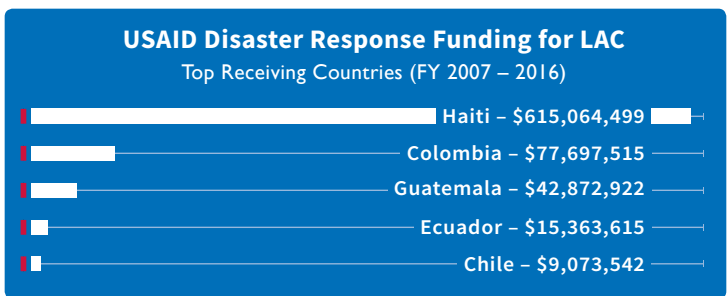 USAID Disaster Response Funding for LAC
Top Receiving Countries (FY 2007 – 2016)
Haiti – $615,064,499
Colombia – $77,697,515
Guatemala – $42,872,922
Ecuador – $15,363,615
Chile – $9,073,542